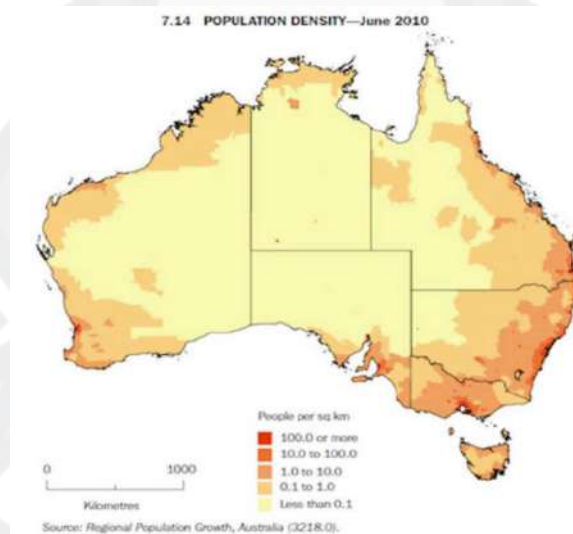 7.14 POPULATION DENSITY—June 2010
People per sq km
100.0 or more
10.0 to 100.0
1.0 to 10.0
0.1 to 1.0
Less than 0.1
0 1000
Kilometres
Source: Regional Population Growth, Australia (3218.0).